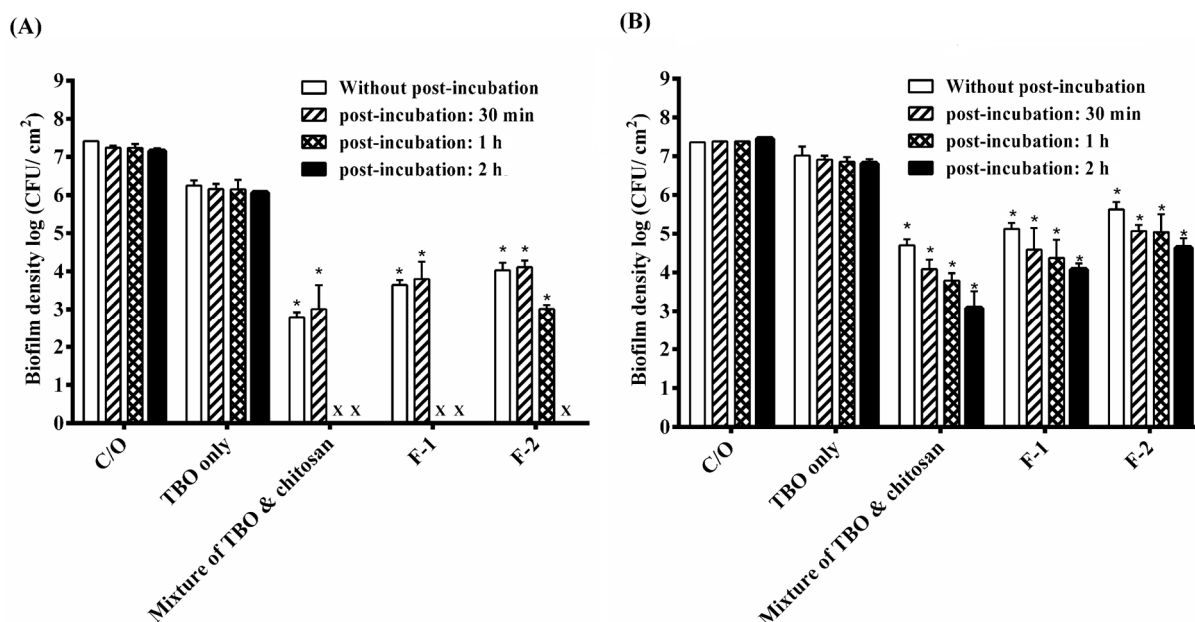 (A)
Biofilm density log (CFU/ cm²)
9
8
7
6
5
4
3
2
1
0
Without post-incubation
post-incubation: 30 min
post-incubation: 1 h
post-incubation: 2 h
* * X X
* * X X
* * * X
C/O
TBO only
Mixture of TBO & chitosan
F-1
F-2
(B)
Biofilm density log (CFU/ cm²)
9
8
7
6
5
4
3
2
1
0
Without post-incubation
post-incubation: 30 min
post-incubation: 1 h
post-incubation: 2 h
* * * *
* * * *
* * * *
C/O
TBO only
Mixture of TBO & chitosan
F-1
F-2